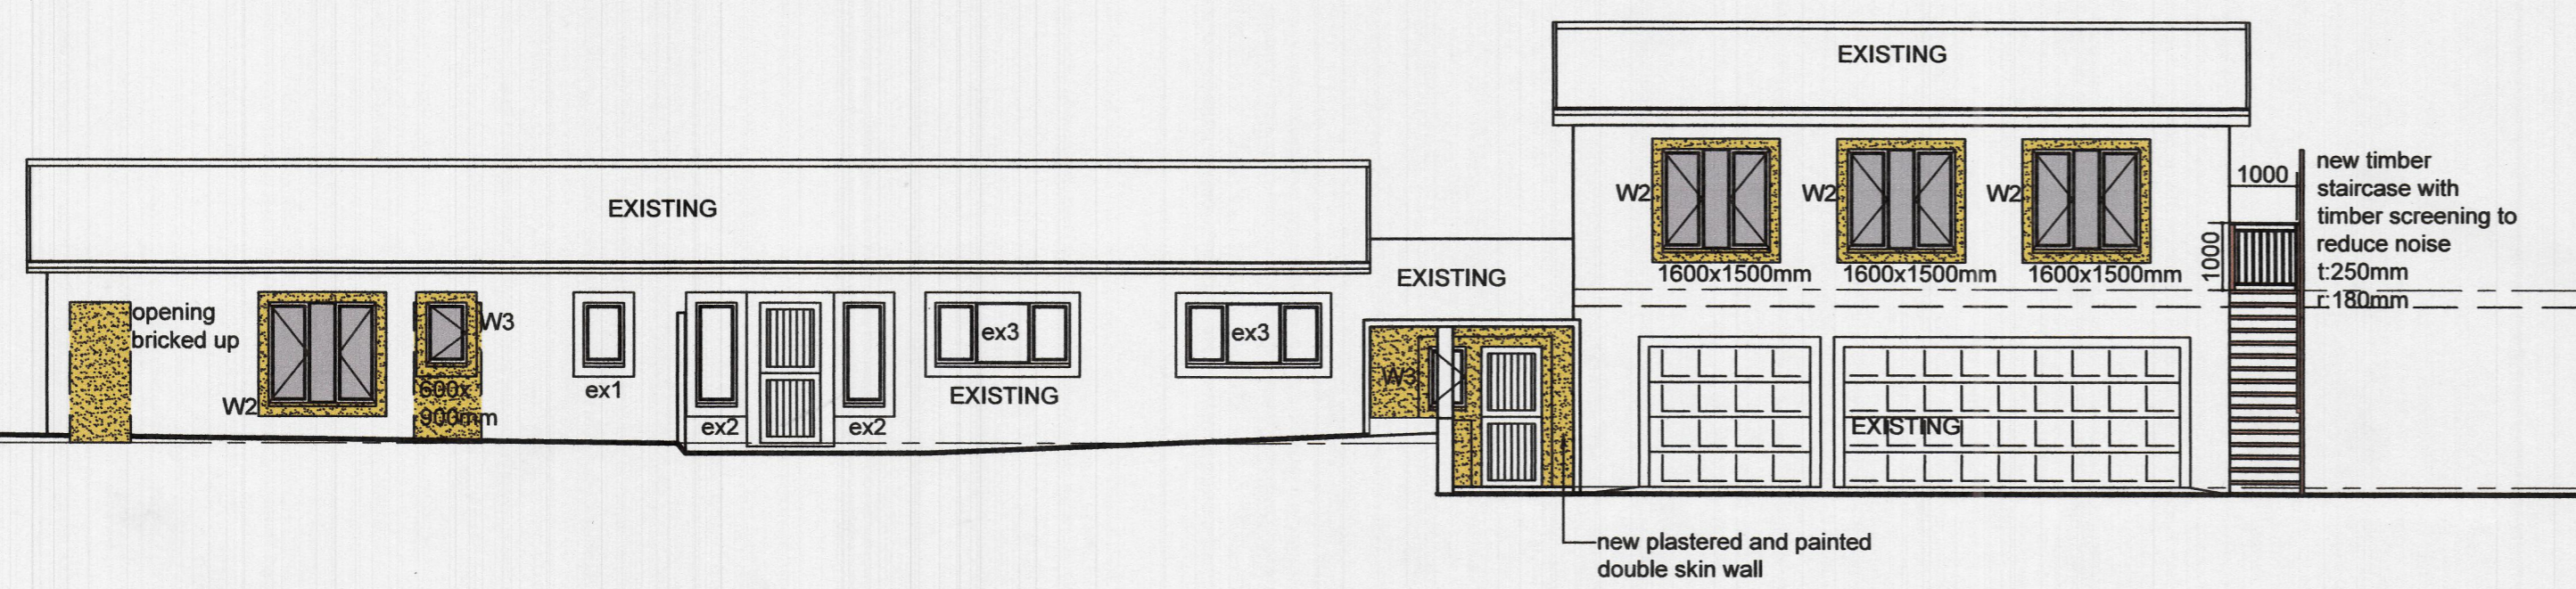 EXISTING
EXISTING
EXISTING
opening
bricked up
W2
W3
600x
900mm
ex1
ex2
ex2
ex3
EXISTING
ex3
W3
W2
W2
W2
1600x1500mm
1600x1500mm
1600x1500mm
EXISTING
1000
1000
new timber
staircase with
timber screening to
reduce noise
t:250mm
r:180mm
new plastered and painted
double skin wall